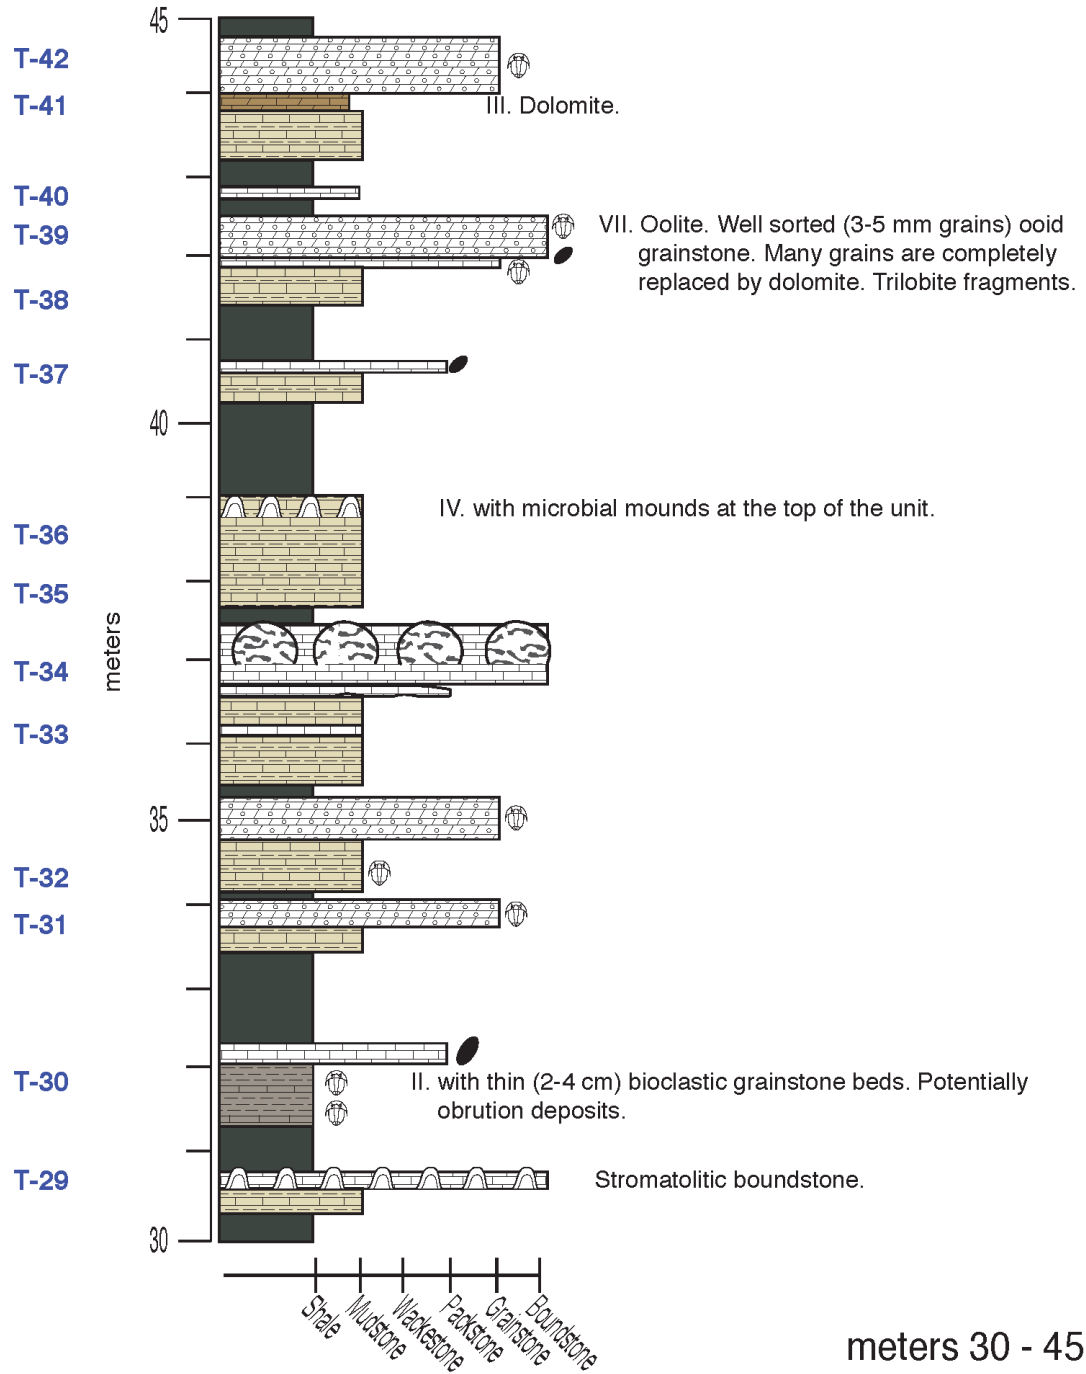 45
T-42
T-41
III. Dolomite.
T-40
T-39
VII. Oolite. Well sorted (3-5 mm grains) ooid
grainstone. Many grains are completely
replaced by dolomite. Trilobite fragments.
T-38
T-37
40
IV. with microbial mounds at the top of the unit.
T-36
T-35
meters
T-34
T-33
35
T-32
T-31
T-30
II. with thin (2-4 cm) bioclastic grainstone beds. Potentially
obrution deposits.
T-29
Stromatolitic boundstone.
30
Shale
Mudstone
Wackestone
Packstone
Grainstone
Boundstone
meters 30 - 45